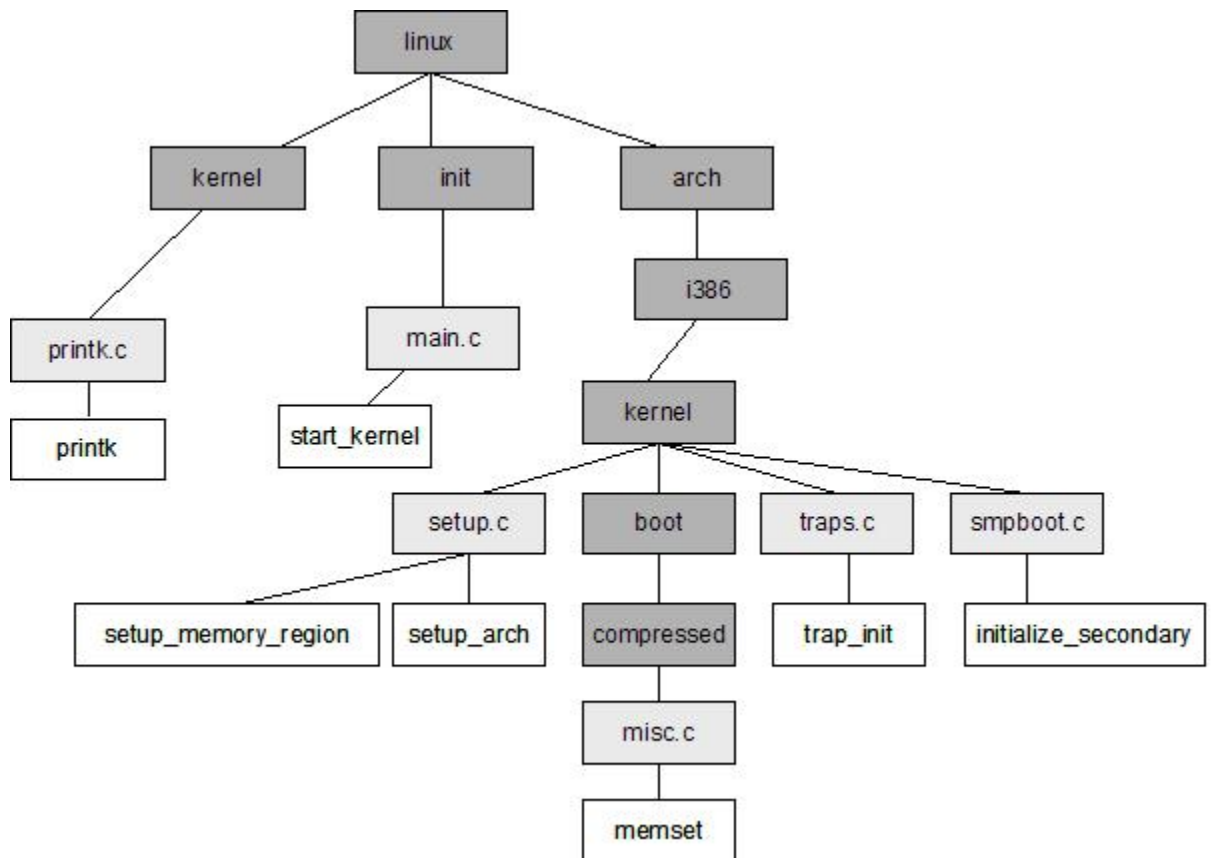 linux
kernel
init
arch
i386
printk.c
main.c
kernel
printk
start_kernel
setup.c
boot
traps.c
smpboot.c
setup_memory_region
setup_arch
compressed
trap_init
initialize_secondary
misc.c
memset